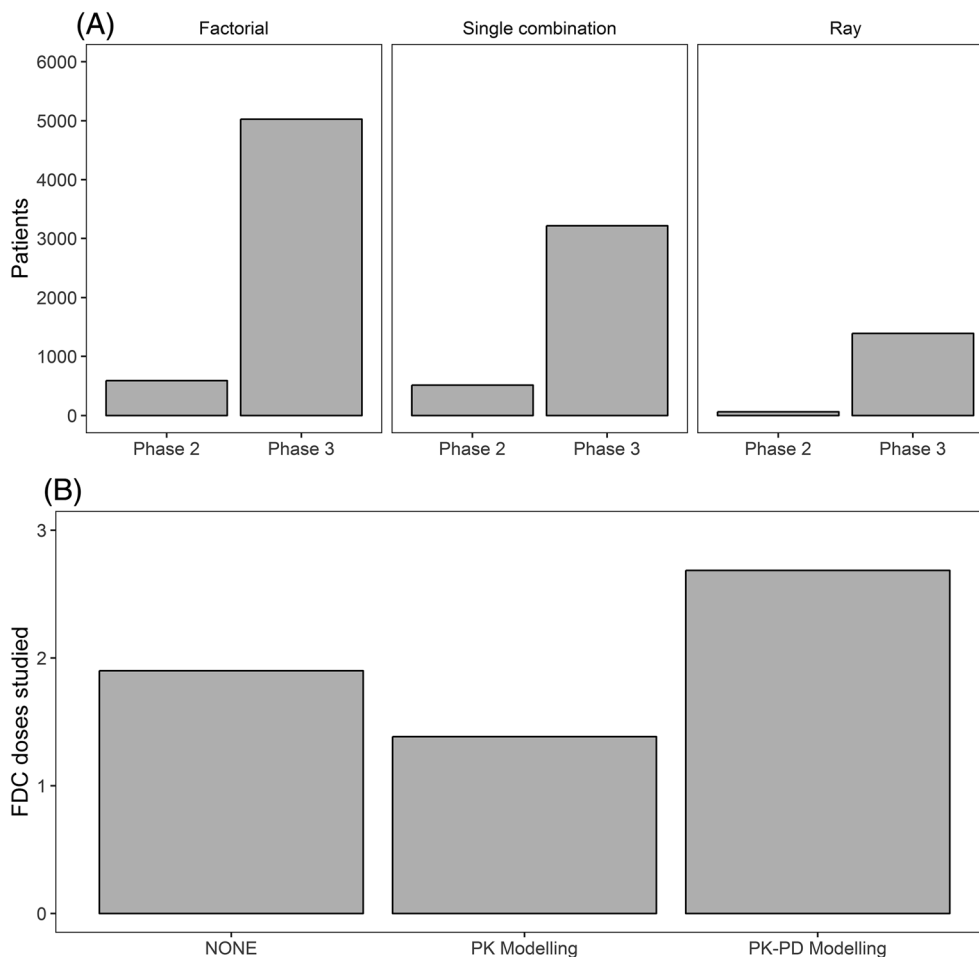 (A)
Factorial Single combination Ray
Patients
6000
5000
4000
3000
2000
1000
0
Phase 2 Phase 3 Phase 2 Phase 3 Phase 2 Phase 3
(B)
FDC doses studied
3
2
1
0
NONE PK Modelling PK-PD Modelling